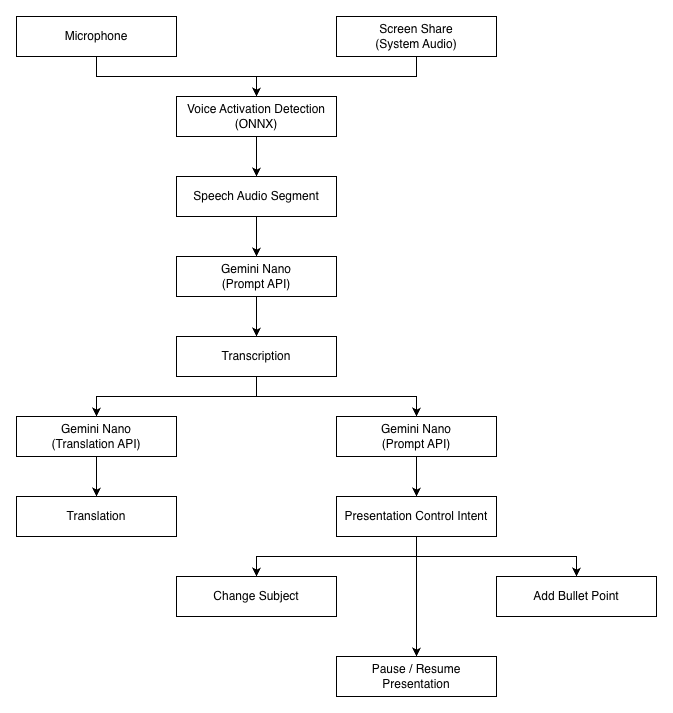 Microphone
Screen Share
(System Audio)
Voice Activation Detection
(ONNX)
Speech Audio Segment
Gemini Nano
(Prompt API)
Transcription
Gemini Nano
(Translation API)
Gemini Nano
(Prompt API)
Translation
Presentation Control Intent
Change Subject
Add Bullet Point
Pause / Resume
Presentation